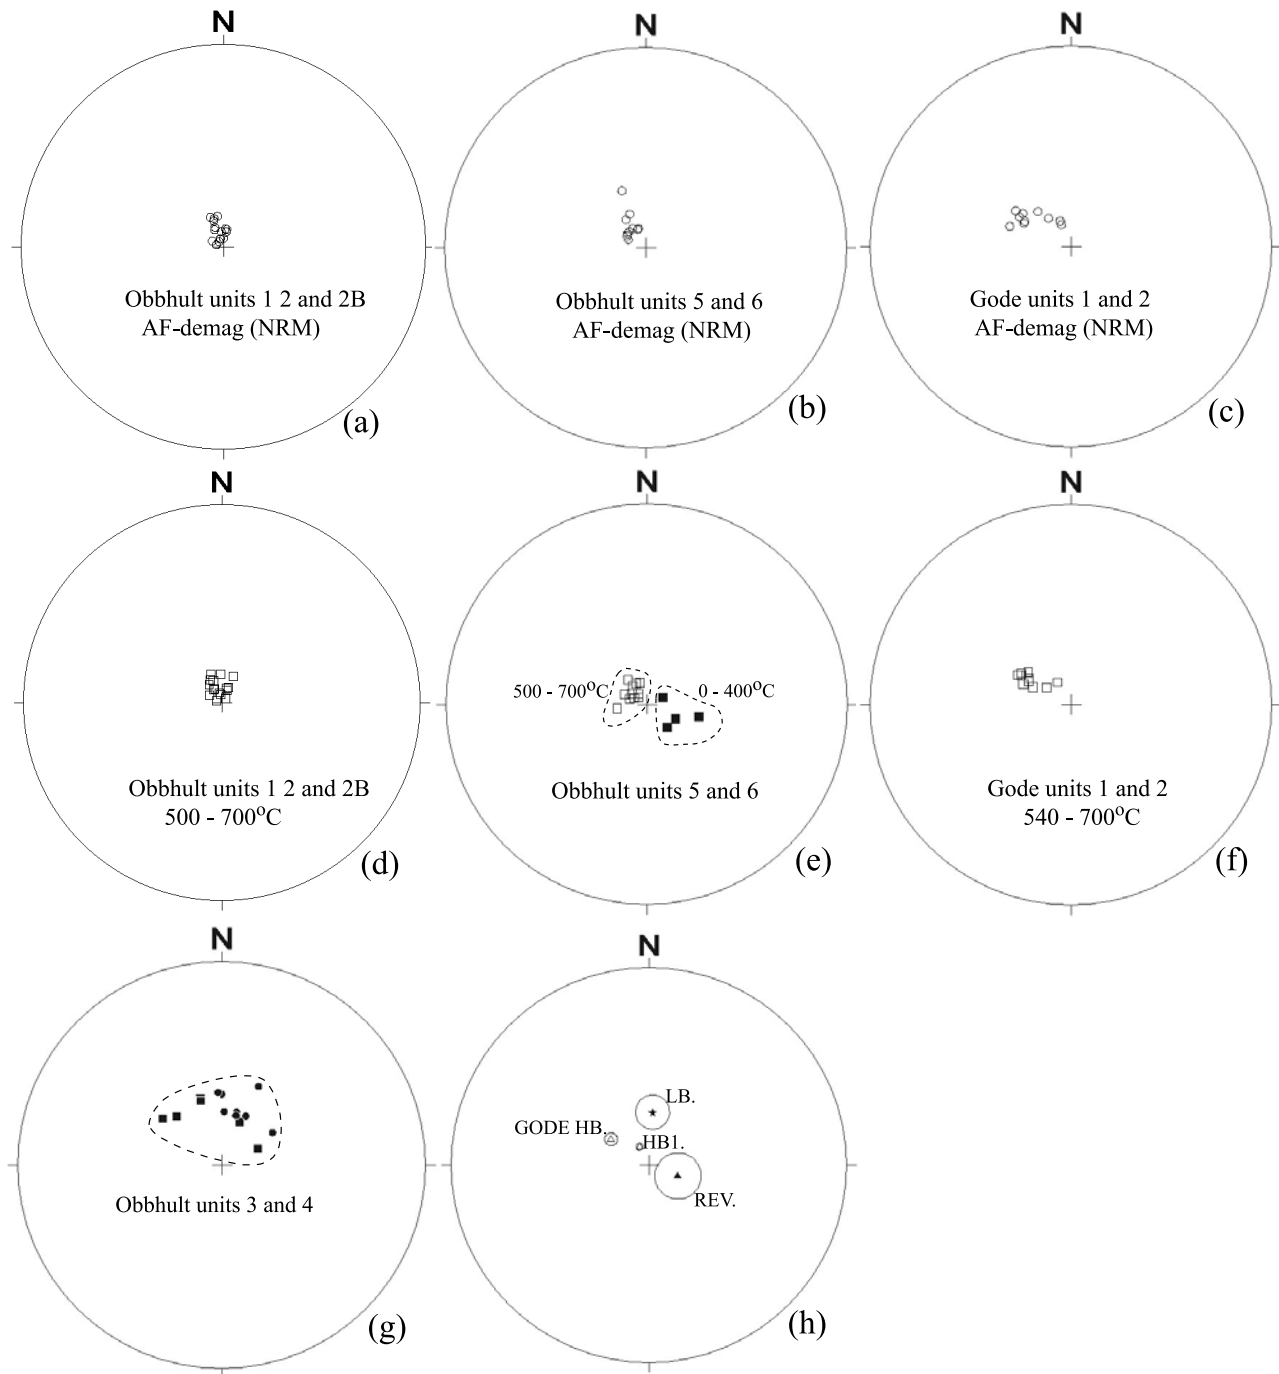 N
N
N
Obbhult units 1 2 and 2B
AF-demag (NRM)
(a)
Obbhult units 5 and 6
AF-demag (NRM)
(b)
Gode units 1 and 2
AF-demag (NRM)
(c)
N
N
N
Obbhult units 1 2 and 2B
500 - 700°C
(d)
500 - 700°C
0 - 400°C
Obbhult units 5 and 6
(e)
Gode units 1 and 2
540 - 700°C
(f)
N
N
Obbhult units 3 and 4
(g)
LB.
GODE HB.
HB1.
REV.
(h)